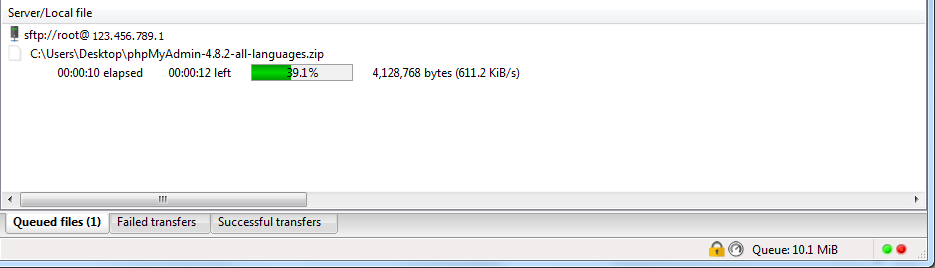 Server/Local file
sftp://root@ 123.456.789.1
C:\Users\Desktop\phpMyAdmin-4.8.2-all-languages.zip
00:00:10 elapsed 00:00:12 left 39.1% 4,128,768 bytes (611.2 KiB/s)
Queued files (1) Failed transfers Successful transfers
Queue: 10.1 MiB